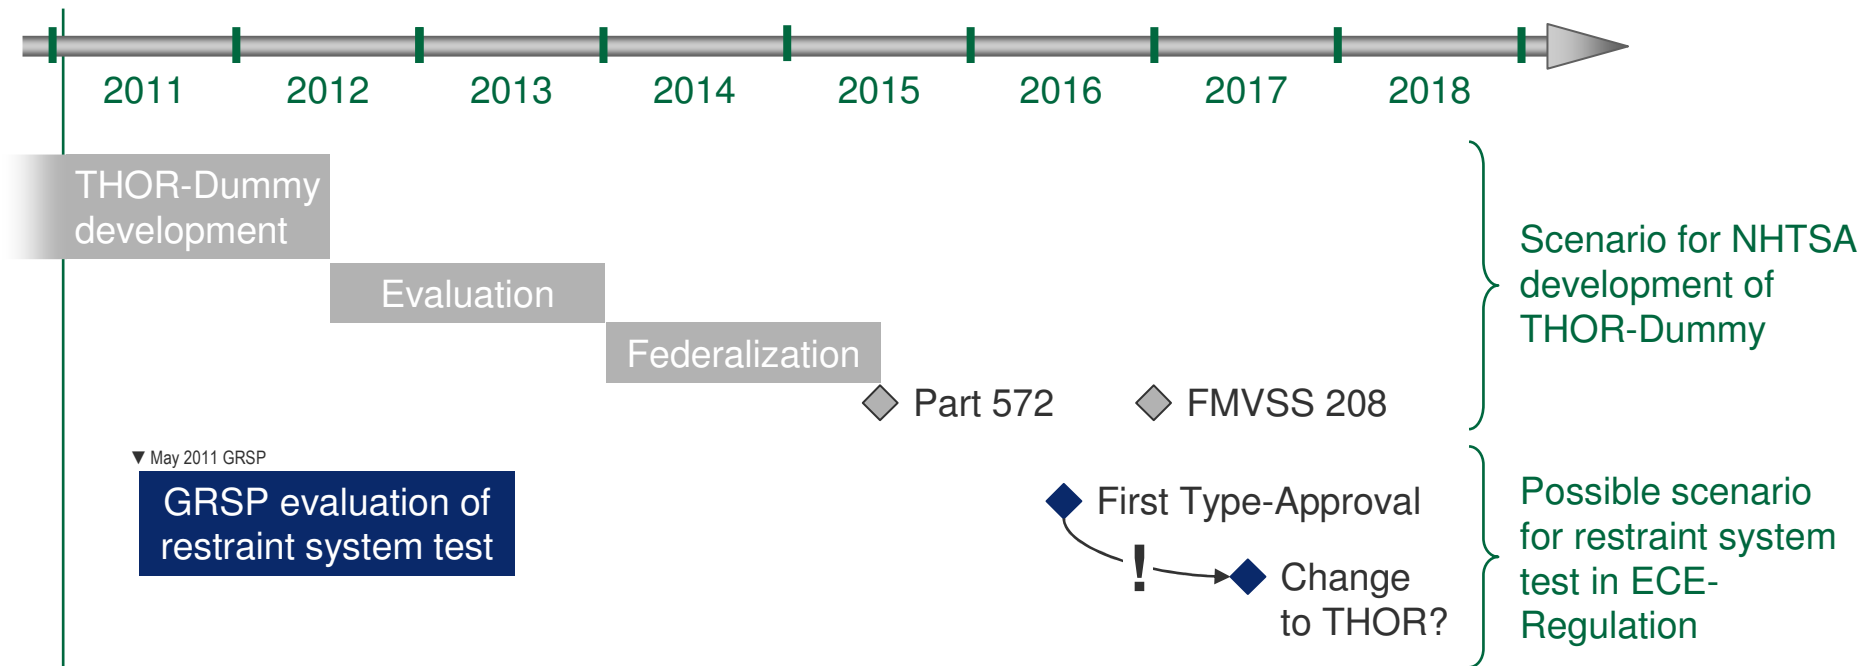 2011 2012 2013 2014 2015 2016 2017 2018
THOR-Dummy
development
Evaluation
Federalization
Part 572
FMVSS 208
Scenario for NHTSA
development of
THOR-Dummy
▼ May 2011 GRSP
GRSP evaluation of
restraint system test
First Type-Approval
!
Change
to THOR?
Possible scenario
for restraint system
test in ECE-
Regulation